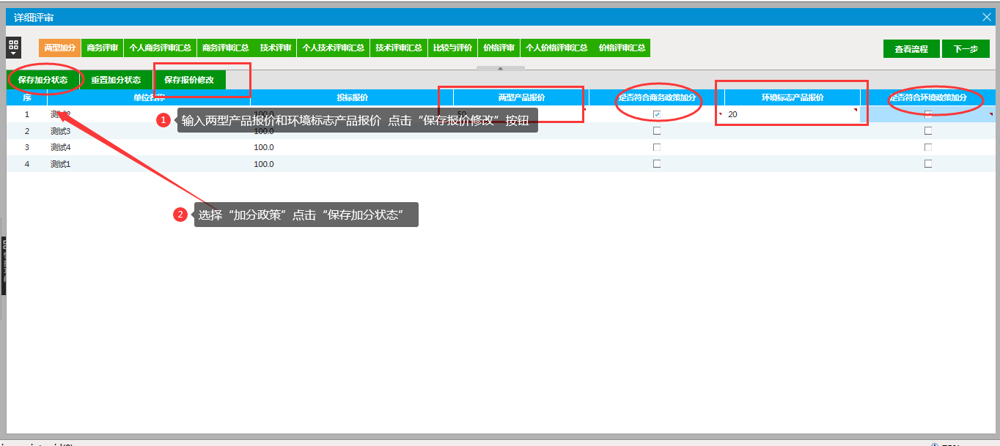 详细评审
两型加分 商务评审 个人商务评审汇总 商务评审汇总 技术评审 个人技术评审汇总 技术评审汇总 比较与评价 价格评审 个人价格评审汇总 价格评审汇总 查看流程 下一步
保存加分状态 重置加分状态 保存报价修改
序 单位名称 投标报价 两型产品报价 是否符合商务政策加分 环境标志产品报价 是否符合环境政策加分
1 测试2 100.0 50 20
1 输入两型产品报价和环境标志产品报价 点击“保存报价修改”按钮
2 测试3 100.0
3 测试4 100.0
4 测试1 100.0
2 选择“加分政策”点击“保存加分状态”